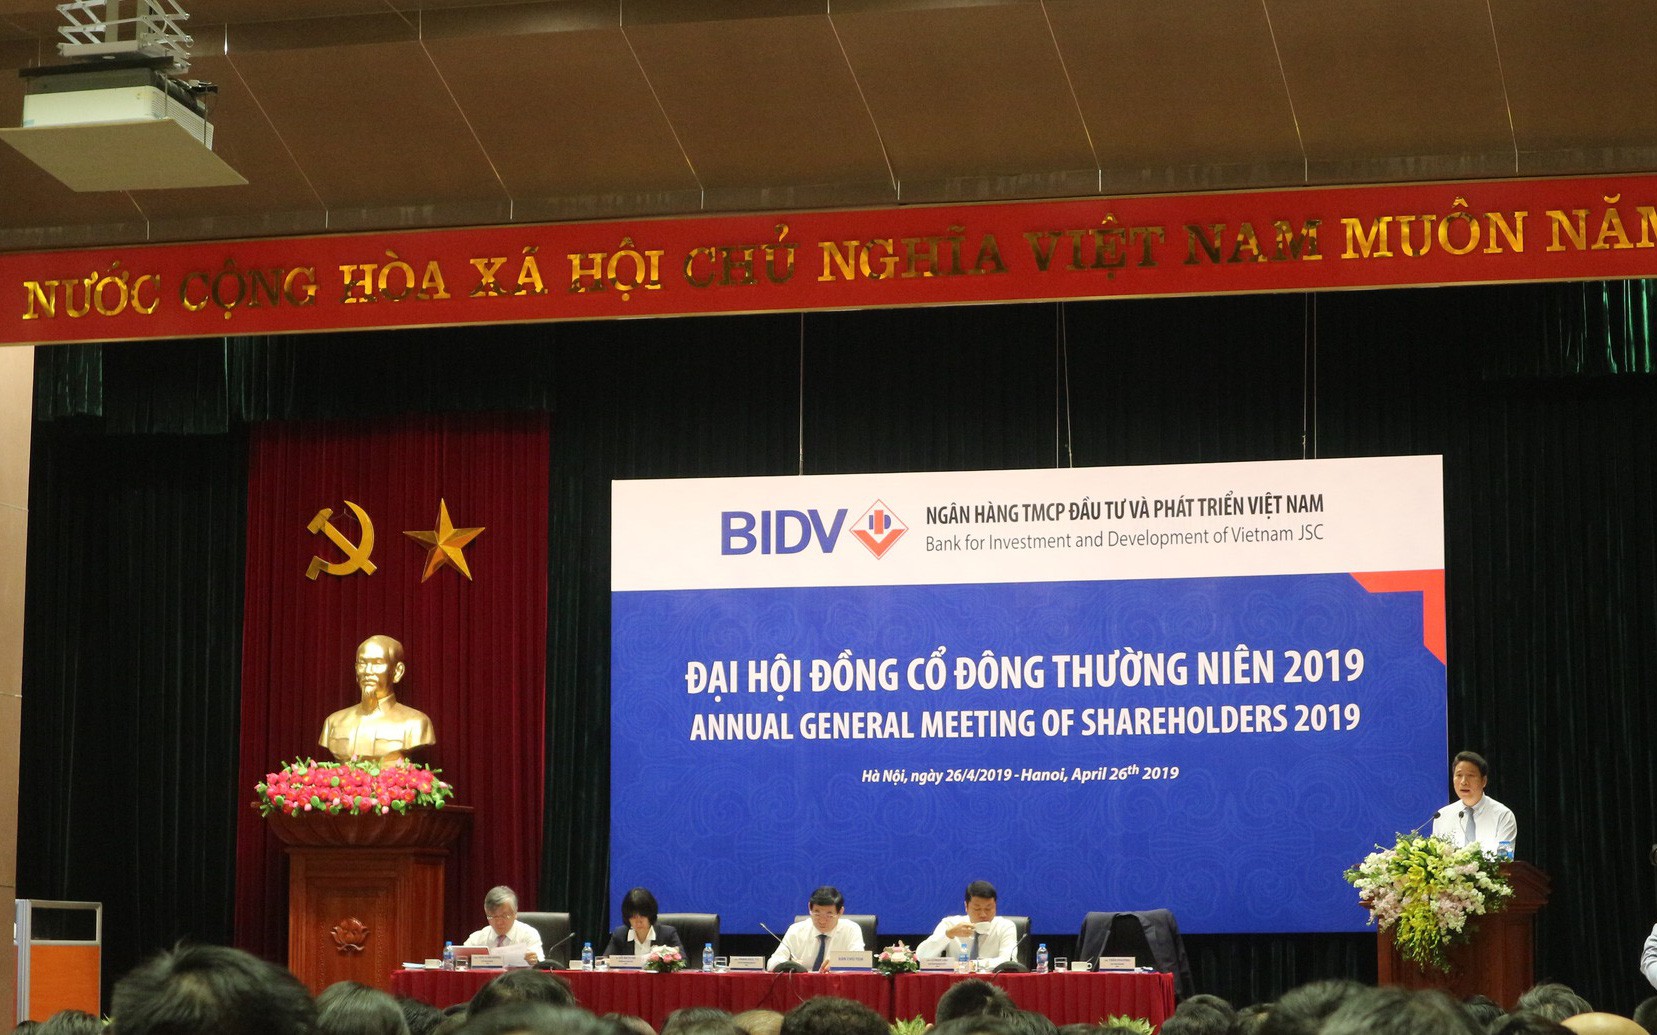 NƯỚC CỘNG HÒA XÃ HỘI CHỦ NGHĨA VIỆT NAM MUÔN NĂM
BIDV
NGÂN HÀNG TMCP ĐẦU TƯ VÀ PHÁT TRIỂN VIỆT NAM
Bank for Investment and Development of Vietnam JSC
ĐẠI HỘI ĐỒNG CỔ ĐÔNG THƯỜNG NIÊN 2019
ANNUAL GENERAL MEETING OF SHAREHOLDERS 2019
Hà Nội, ngày 26/4/2019 - Hanoi, April 26th 2019